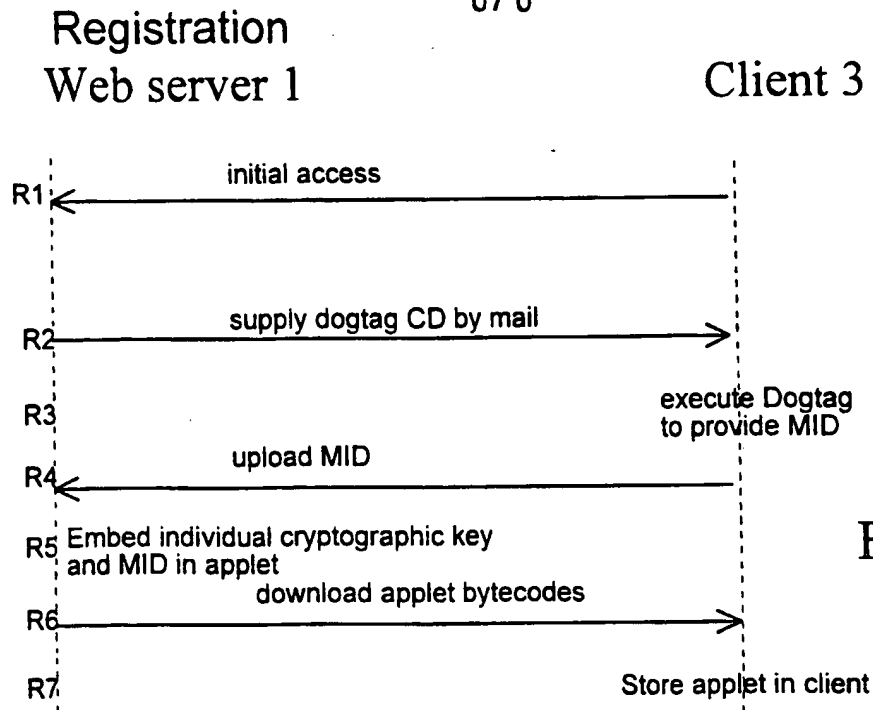 Registration
Web server 1
Client 3
R1
initial access
R2
supply dogtag CD by mail
R3
execute Dogtag
to provide MID
R4
upload MID
R5
Embed individual cryptographic key
and MID in applet
R6
download applet bytecodes
R7
Store applet in client